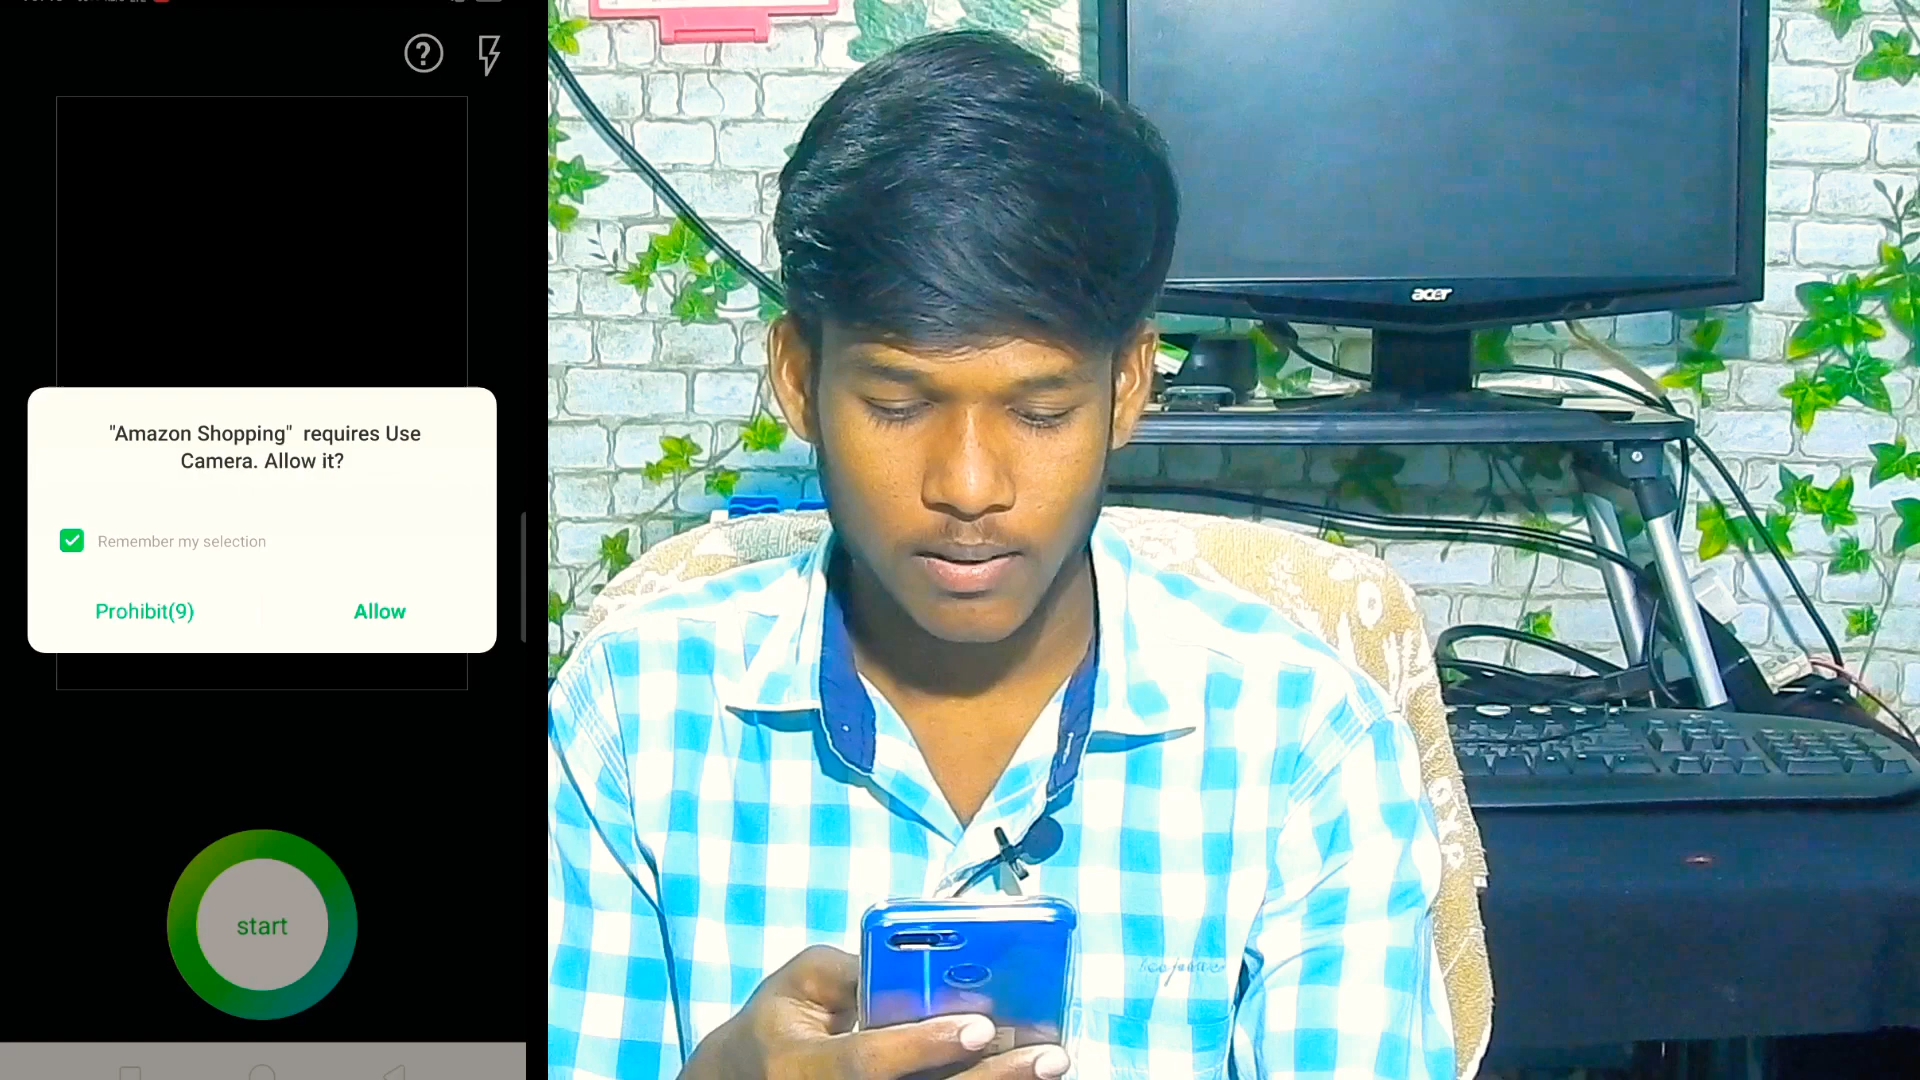 ?
"Amazon Shopping" requires Use
Camera. Allow it?
Remember my selection
Prohibit(9) Allow
start
acer